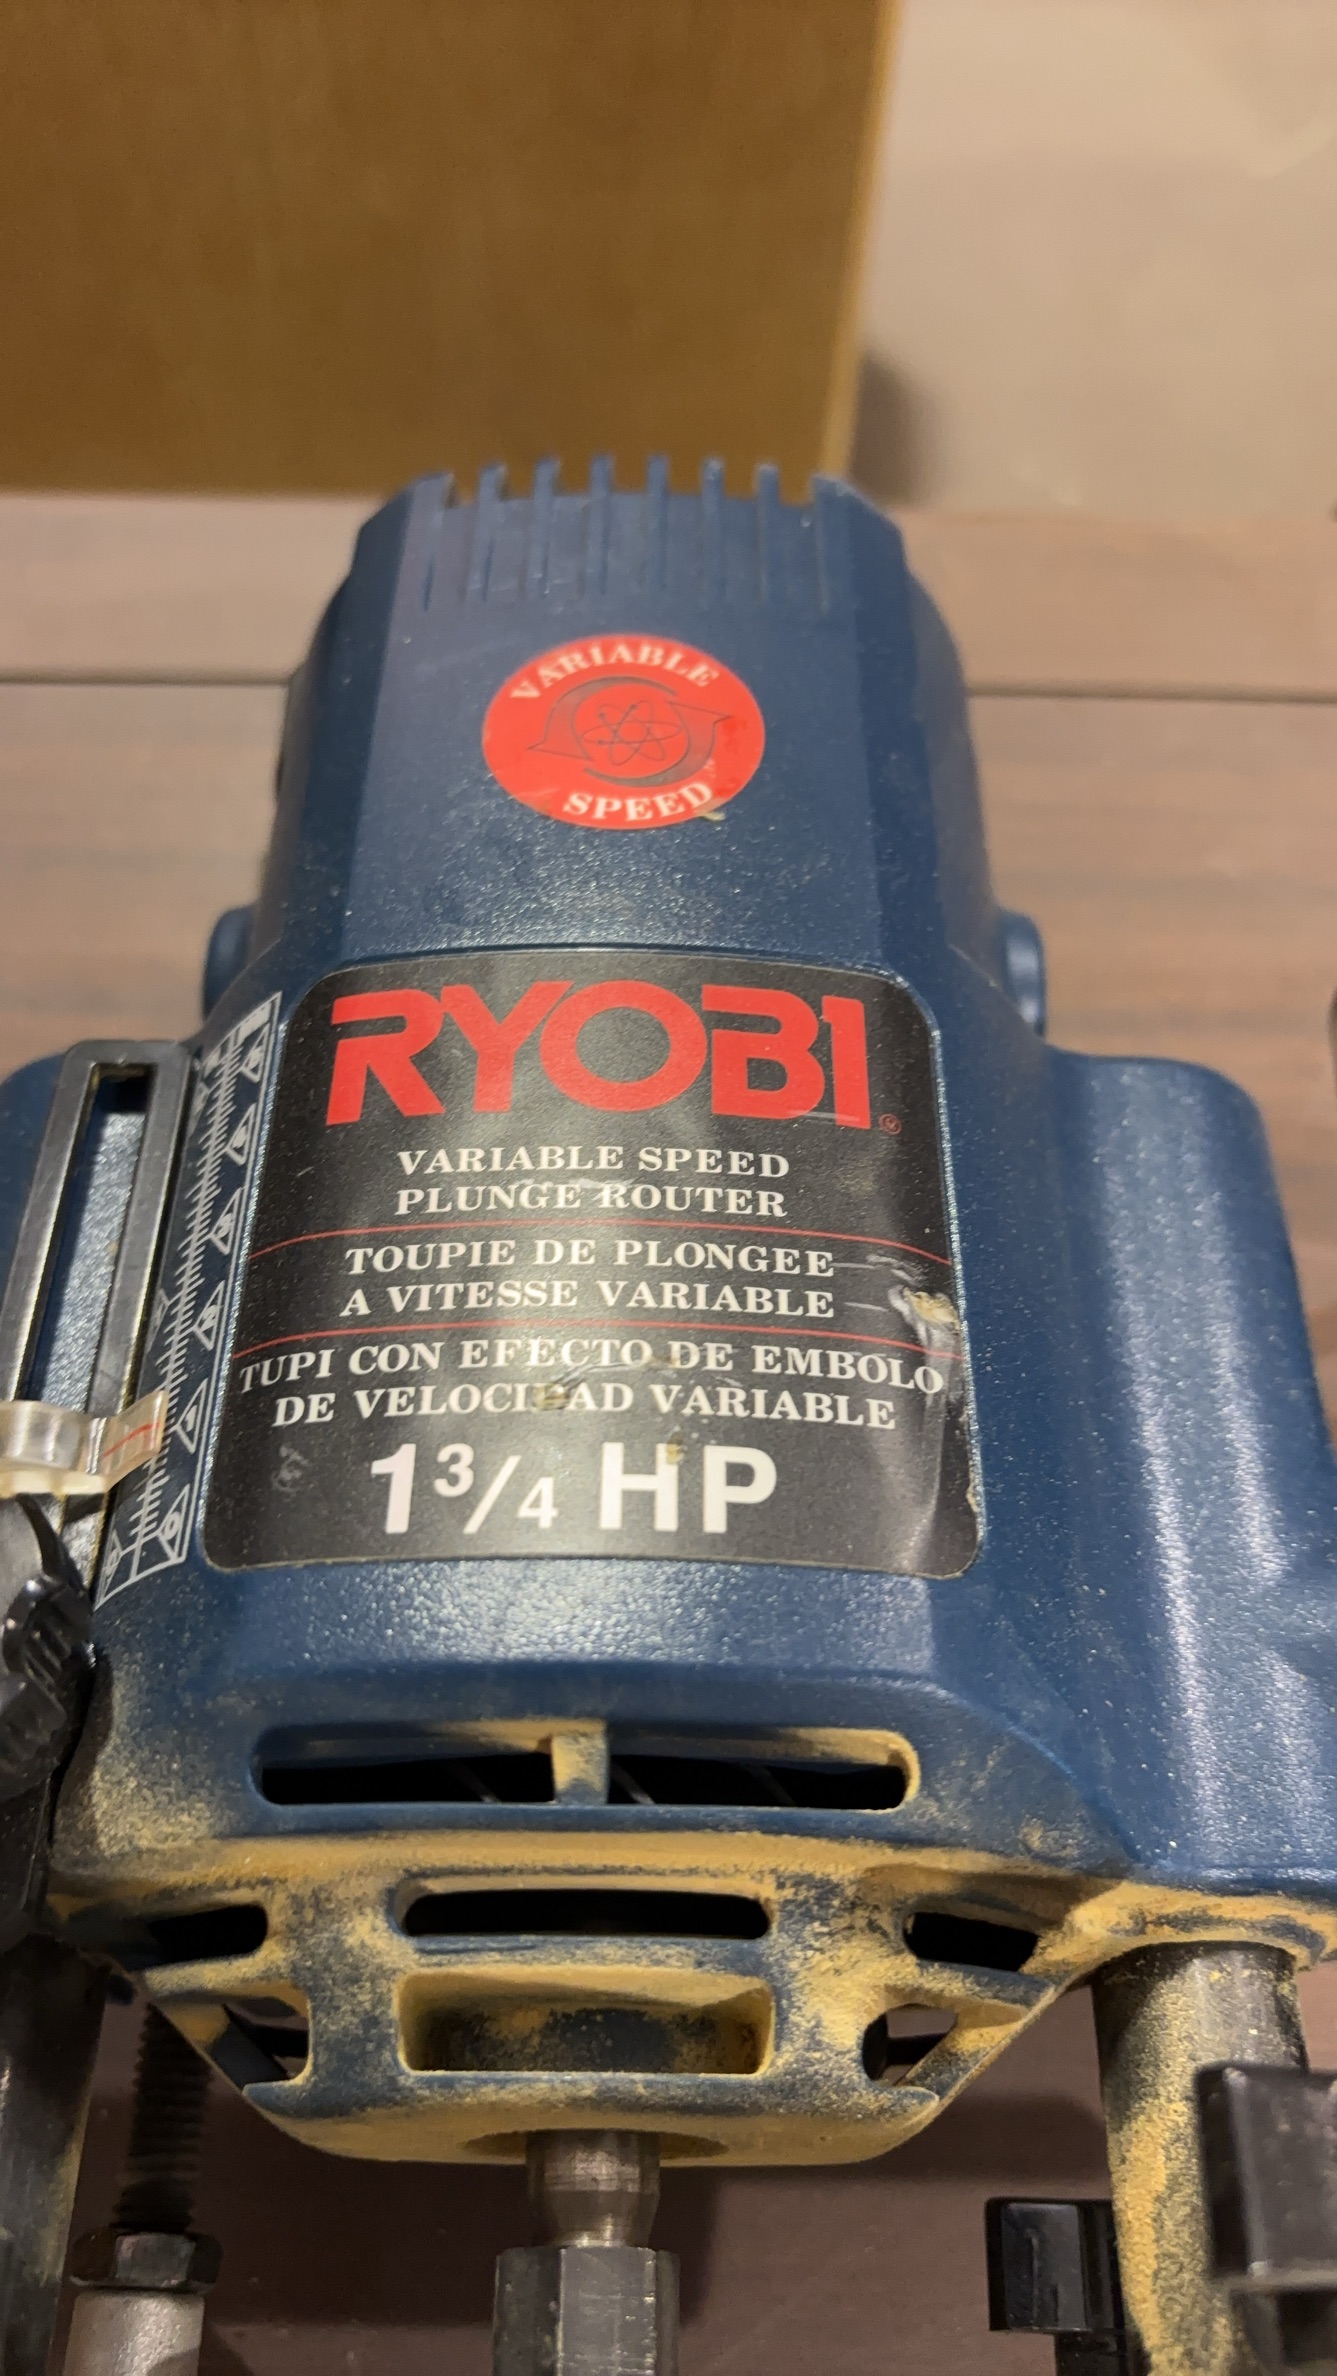 VARIABLE
SPEED
RYOBI®
VARIABLE SPEED
PLUNGE ROUTER
TOUPIE DE PLONGEE
A VITESSE VARIABLE
TUPI CON EFECTO DE EMBOLO
DE VELOCIDAD VARIABLE
1 3/4 HP